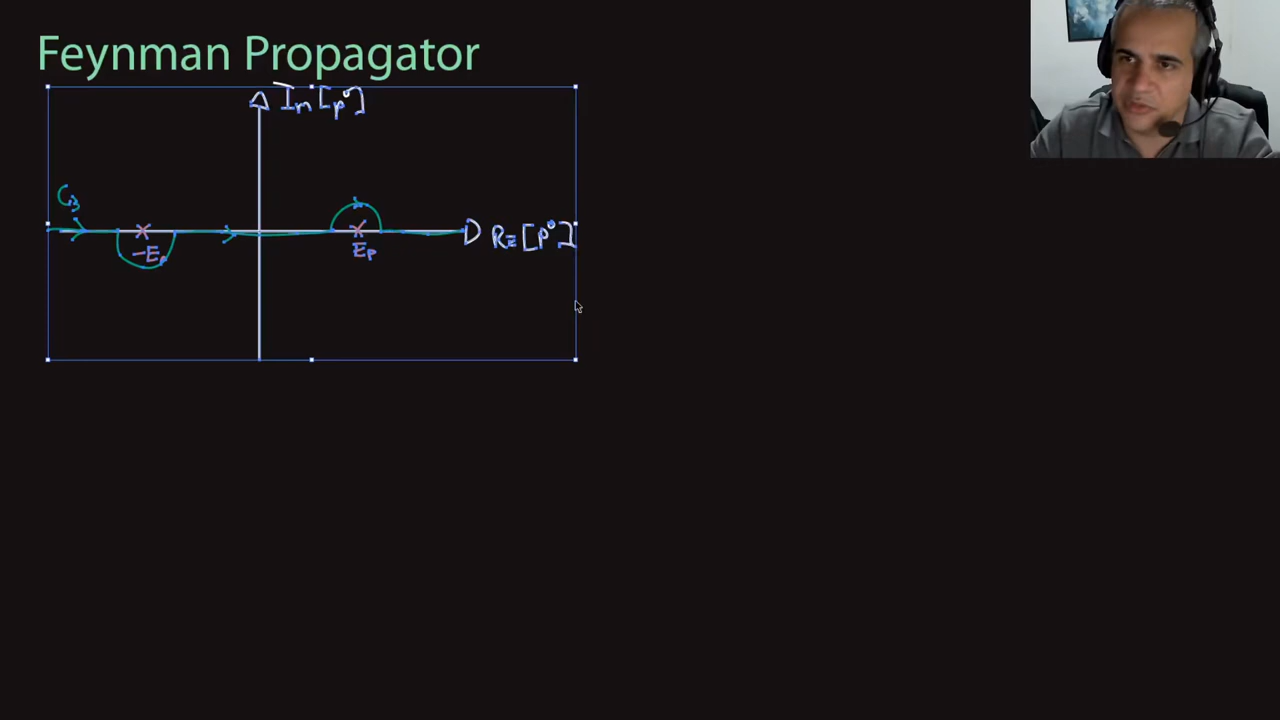 Feynman Propagator
Im[p⁰]
C₃
-Eₚ
Eₚ
Re[p⁰]